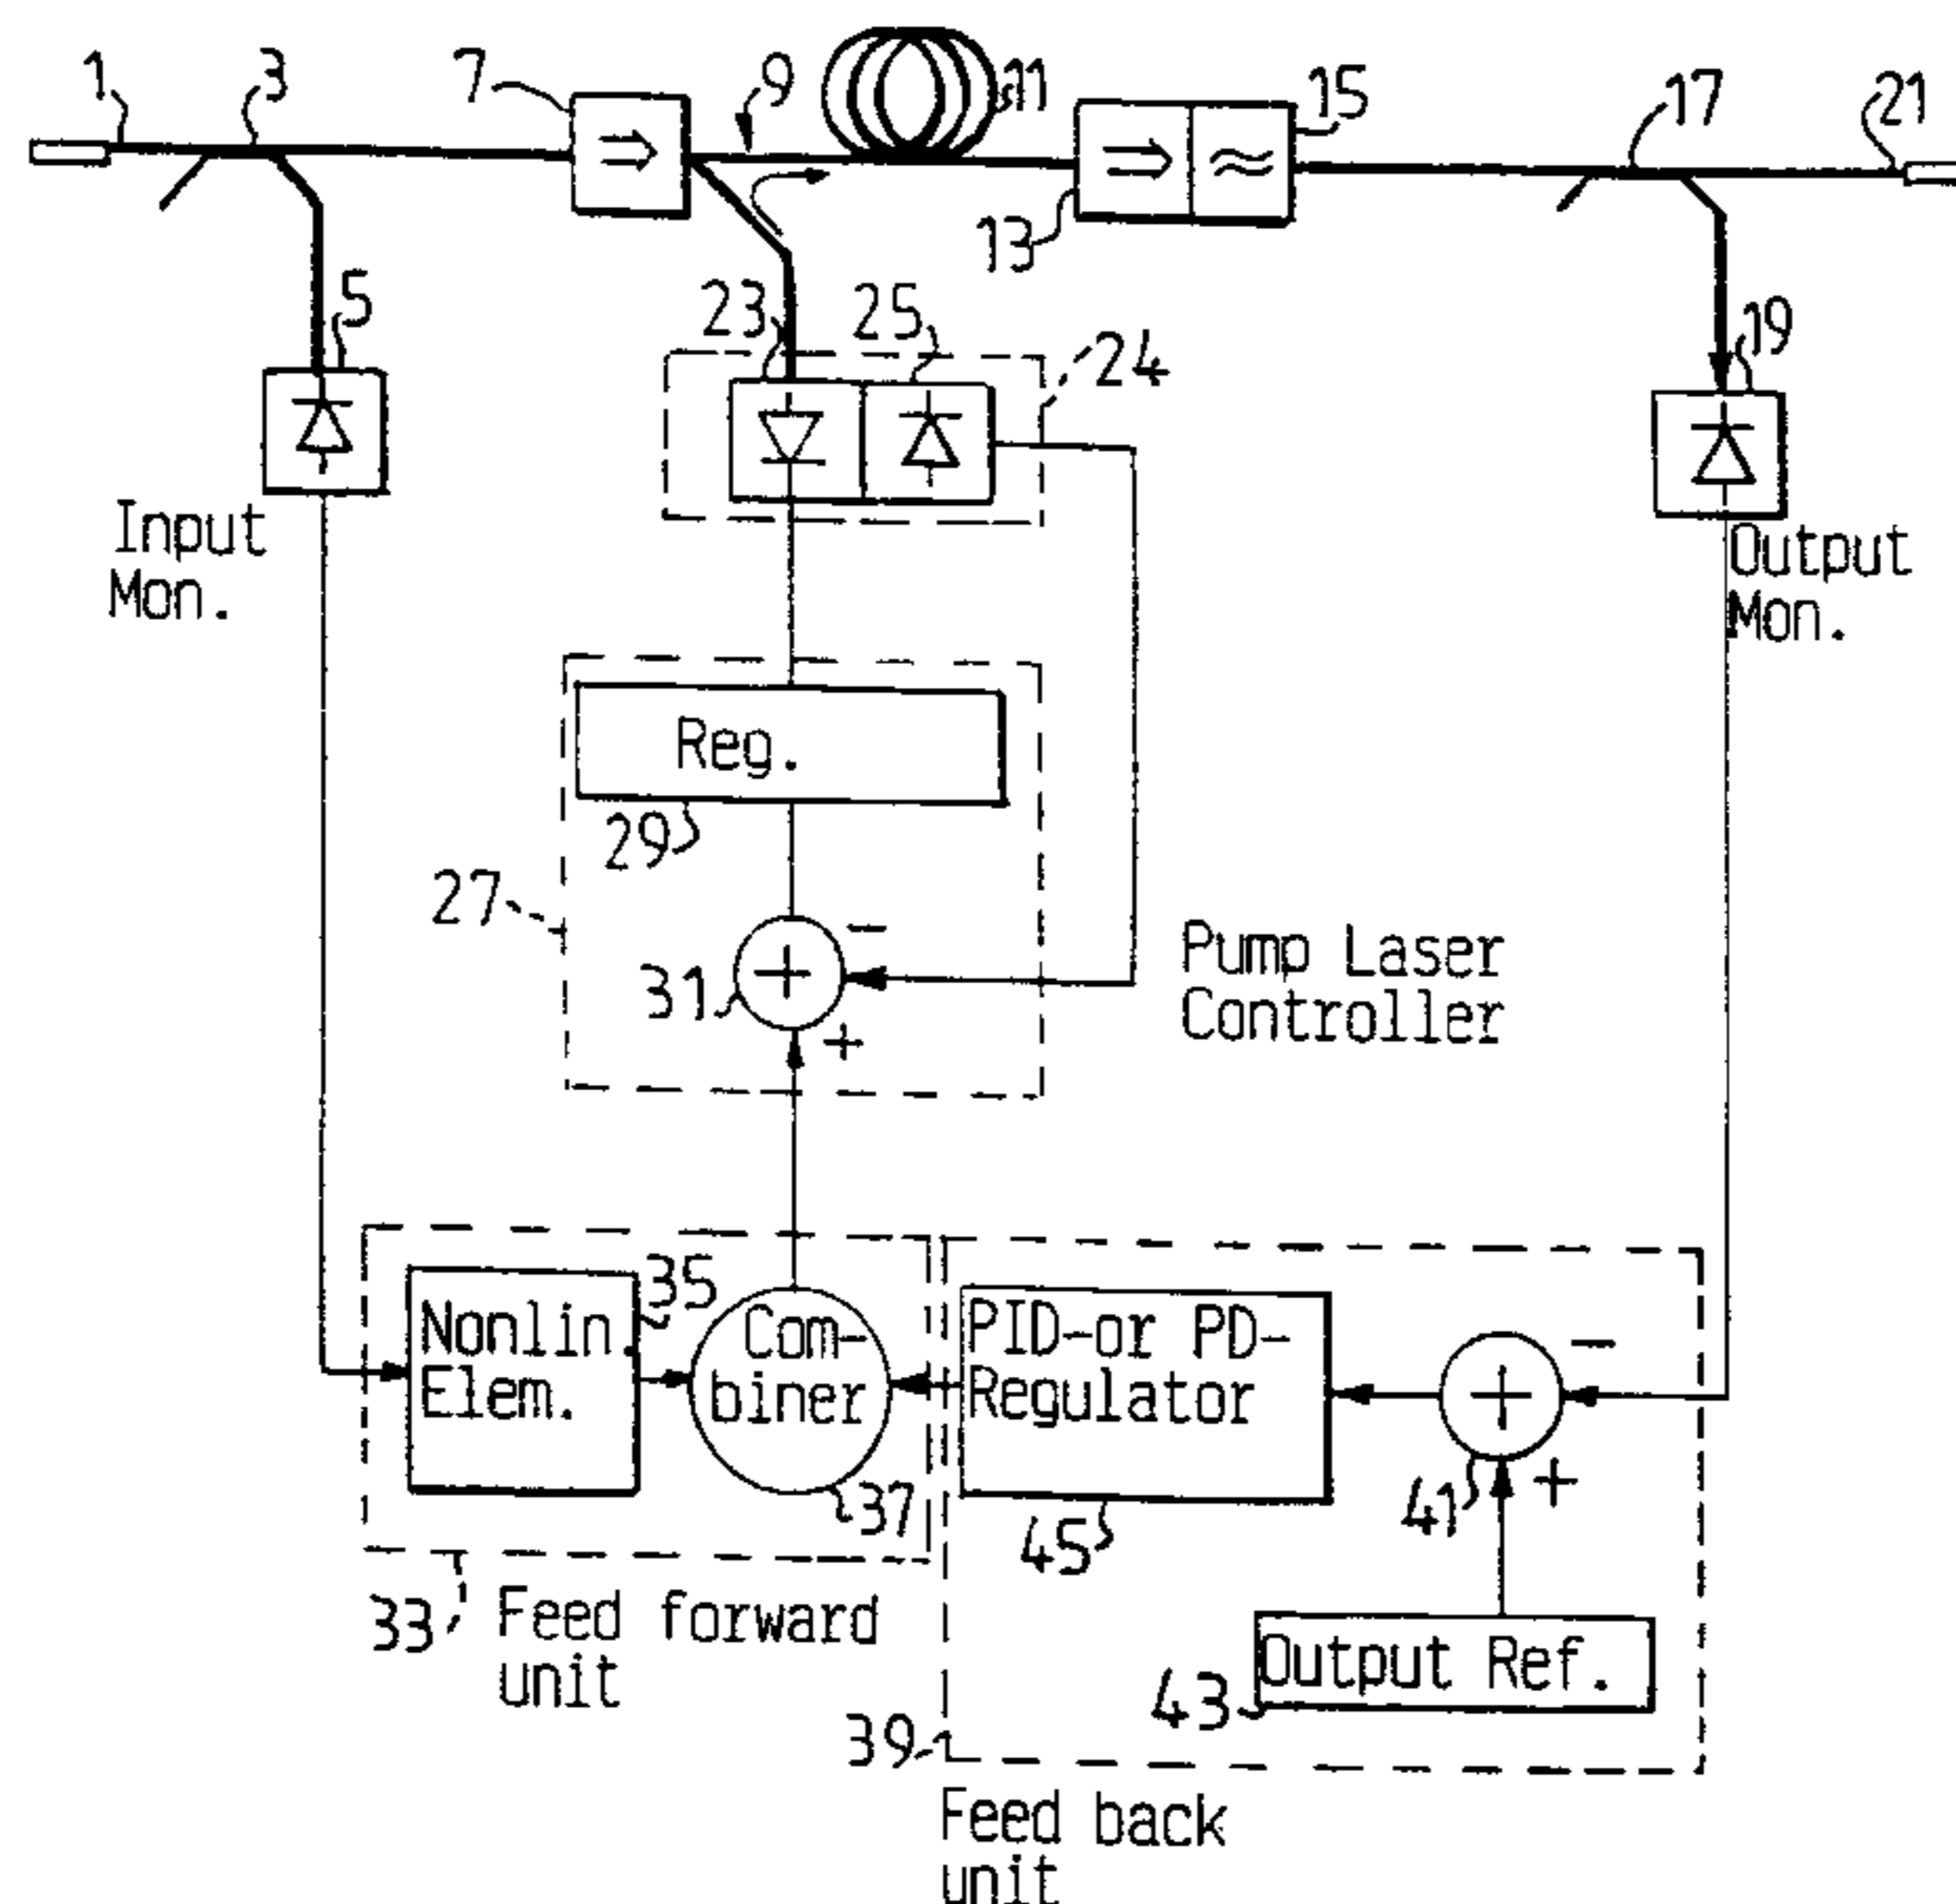 1
3
7
9
11
15
17
21
13
5
23
25
24
19
Input
Mon.
Output
Mon.
Reg.
29
27
31
−
+
+
Pump Laser
Controller
35
Nonlin.
Elem.
Com-
biner
37
PID-or PD-
Regulator
45
−
+
+
41
33
Feed forward
unit
Output Ref.
43
39
Feed back
unit